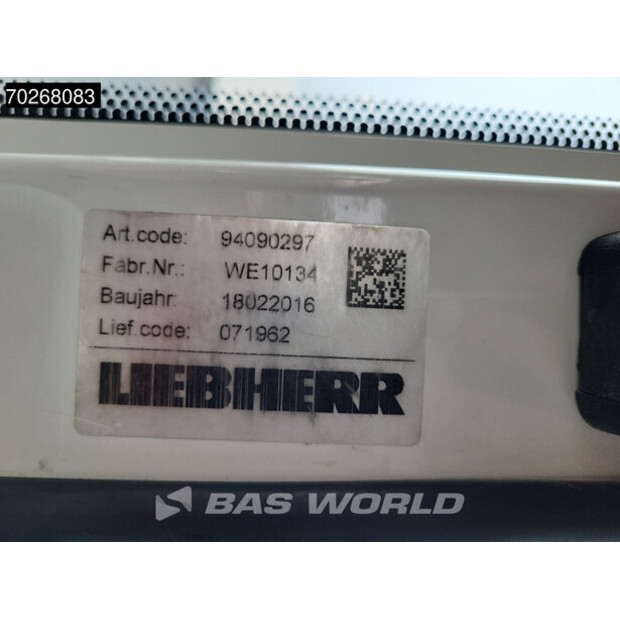 70268083
Art.code: 94090297
Fabr.Nr.: WE10134
Baujahr: 18022016
Lief.code: 071962
LIEBHERR
BAS WORLD